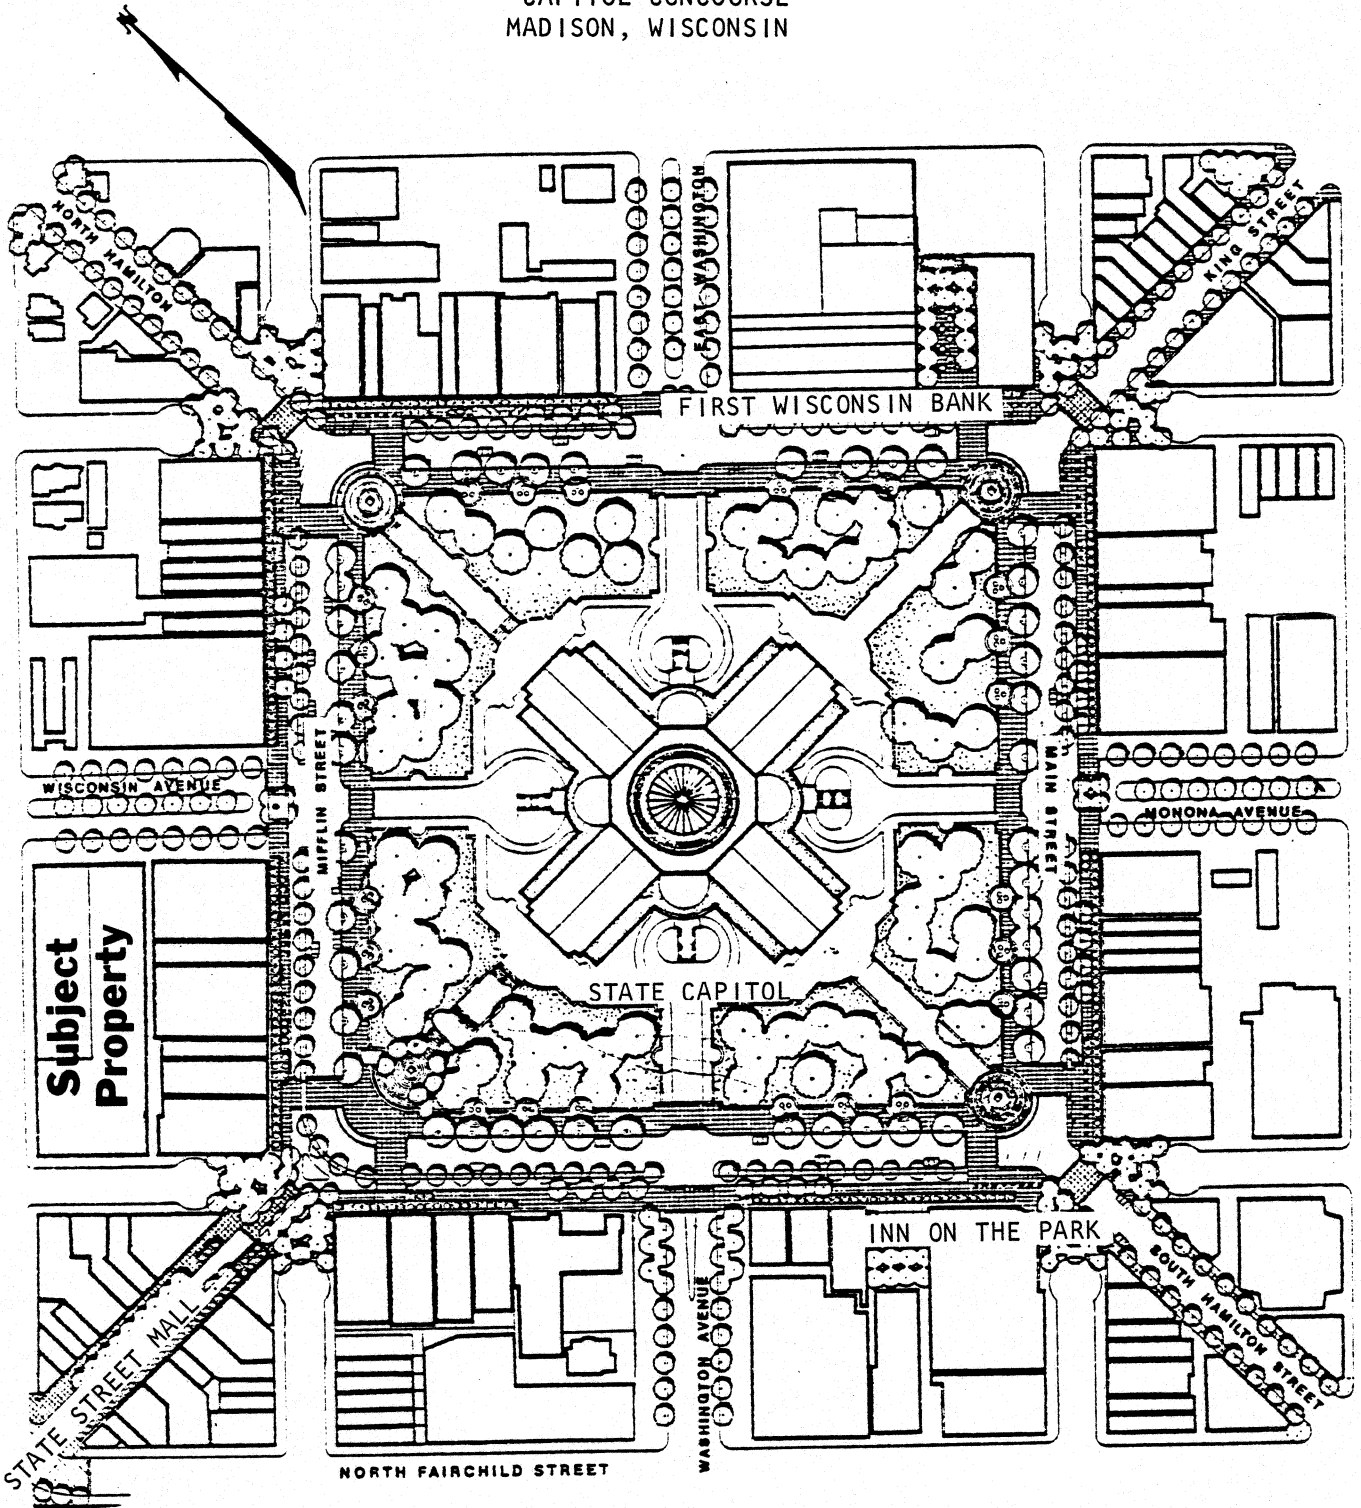 CAPITOL CONCOURSE
MADISON, WISCONSIN
N
NORTH HAMILTON
EAST WASHINGTON
KING STREET
FIRST WISCONSIN BANK
MIFFLIN STREET
MAIN STREET
WISCONSIN AVENUE
MONONA AVENUE
Subject
Property
STATE CAPITOL
INN ON THE PARK
SOUTH HAMILTON STREET
STATE STREET MALL
WASHINGTON AVENUE
NORTH FAIRCHILD STREET